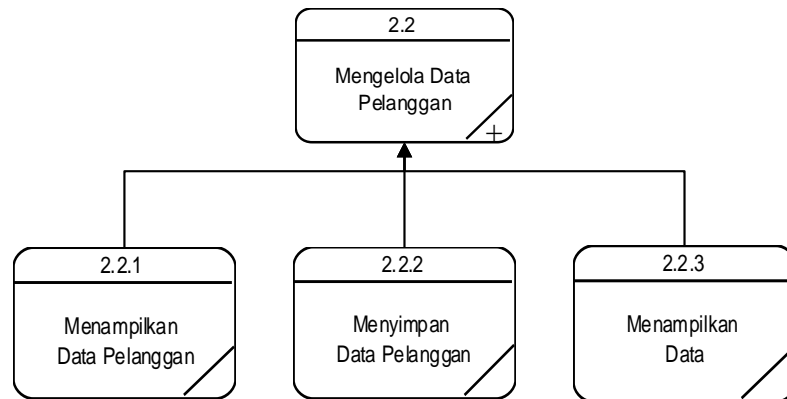 2.2
Mengelola Data
Pelanggan
+
2.2.1
Menampilkan
Data Pelanggan
2.2.2
Menyimpan
Data Pelanggan
2.2.3
Menampilkan
Data